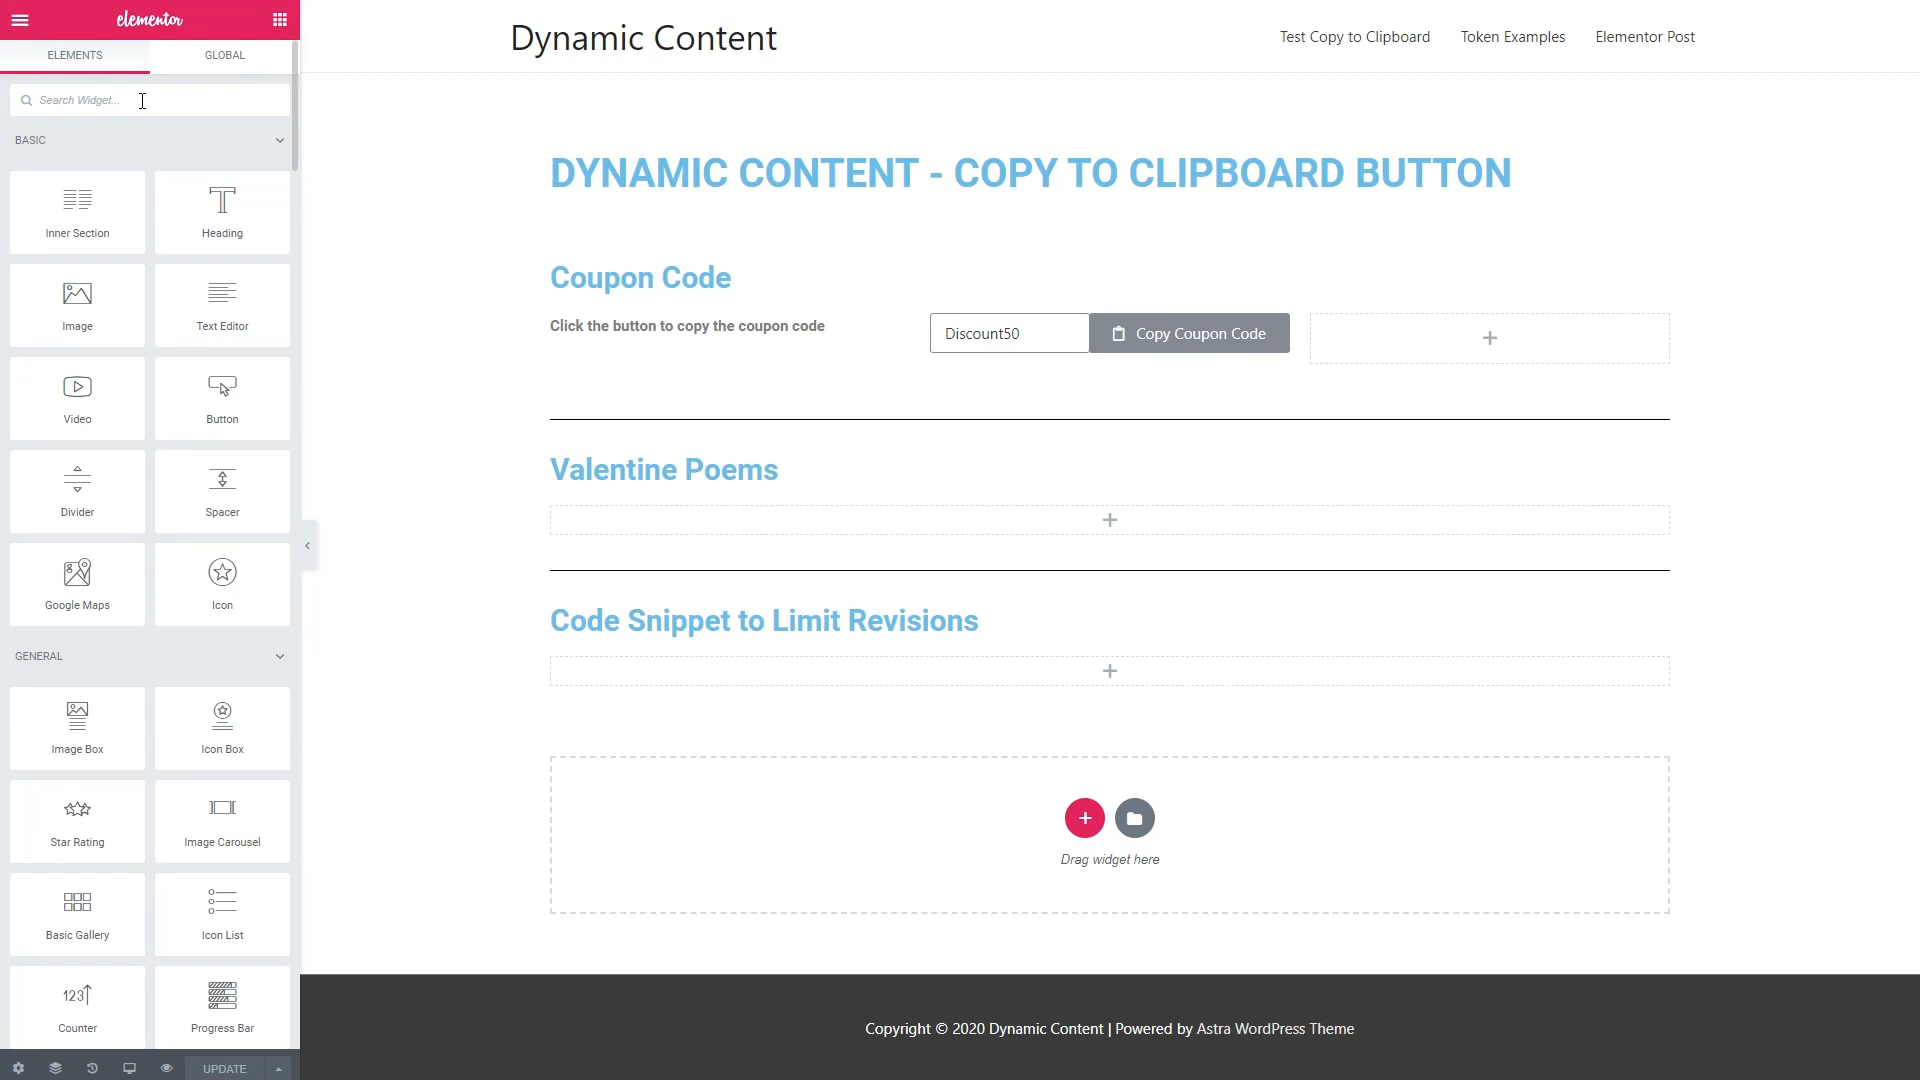 elementor
ELEMENTS
GLOBAL
Search Widget...
BASIC
Inner Section
Heading
Image
Text Editor
Video
Button
Divider
Spacer
Google Maps
Icon
GENERAL
Image Box
Icon Box
Star Rating
Image Carousel
Basic Gallery
Icon List
123
Counter
Progress Bar
UPDATE
Dynamic Content
Test Copy to Clipboard
Token Examples
Elementor Post
DYNAMIC CONTENT - COPY TO CLIPBOARD BUTTON
Coupon Code
Click the button to copy the coupon code
Discount50
Copy Coupon Code
Valentine Poems
Code Snippet to Limit Revisions
Drag widget here
Copyright © 2020 Dynamic Content | Powered by Astra WordPress Theme